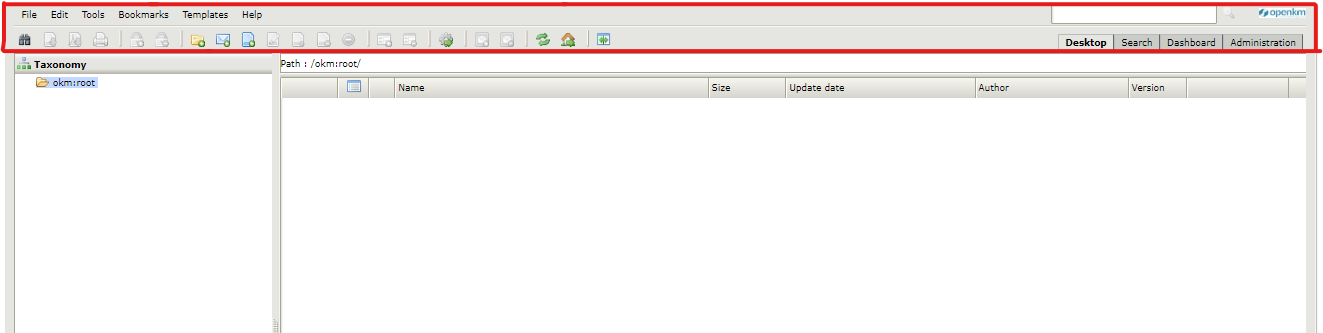 File Edit Tools Bookmarks Templates Help
openkm
Desktop Search Dashboard Administration
Taxonomy
Path : /okm:root/
okm:root
Name Size Update date Author Version